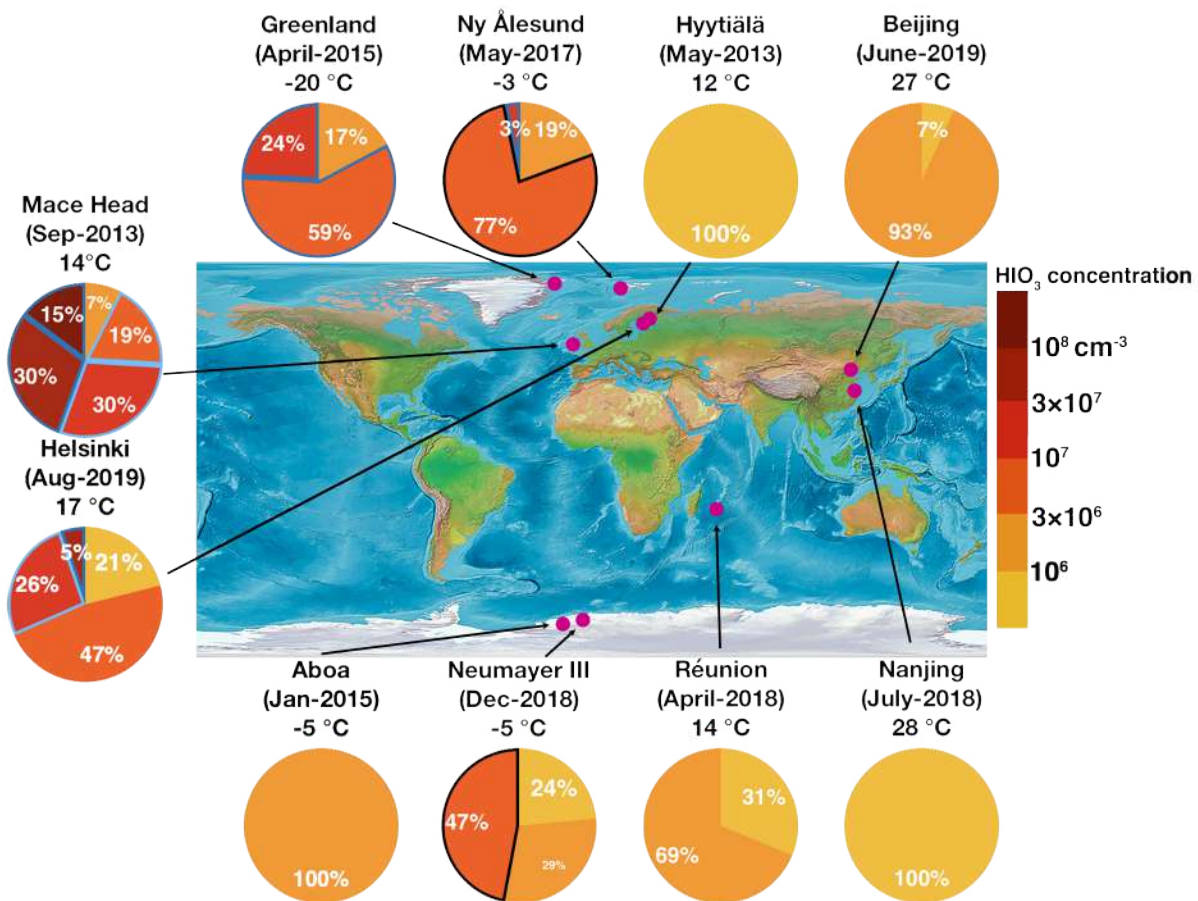 Greenland
(April-2015)
-20 °C
24%
17%
59%
Ny Ålesund
(May-2017)
-3 °C
3%
19%
77%
Hyytiälä
(May-2013)
12 °C
100%
Beijing
(June-2019)
27 °C
7%
93%
Mace Head
(Sep-2013)
14°C
15%
7%
19%
30%
30%
Helsinki
(Aug-2019)
17 °C
5%
21%
26%
47%
HIO₃ concentration
10⁸ cm⁻³
3×10⁷
10⁷
3×10⁶
10⁶
Aboa
(Jan-2015)
-5 °C
100%
Neumayer III
(Dec-2018)
-5 °C
24%
47%
29%
Réunion
(April-2018)
14 °C
31%
69%
Nanjing
(July-2018)
28 °C
100%